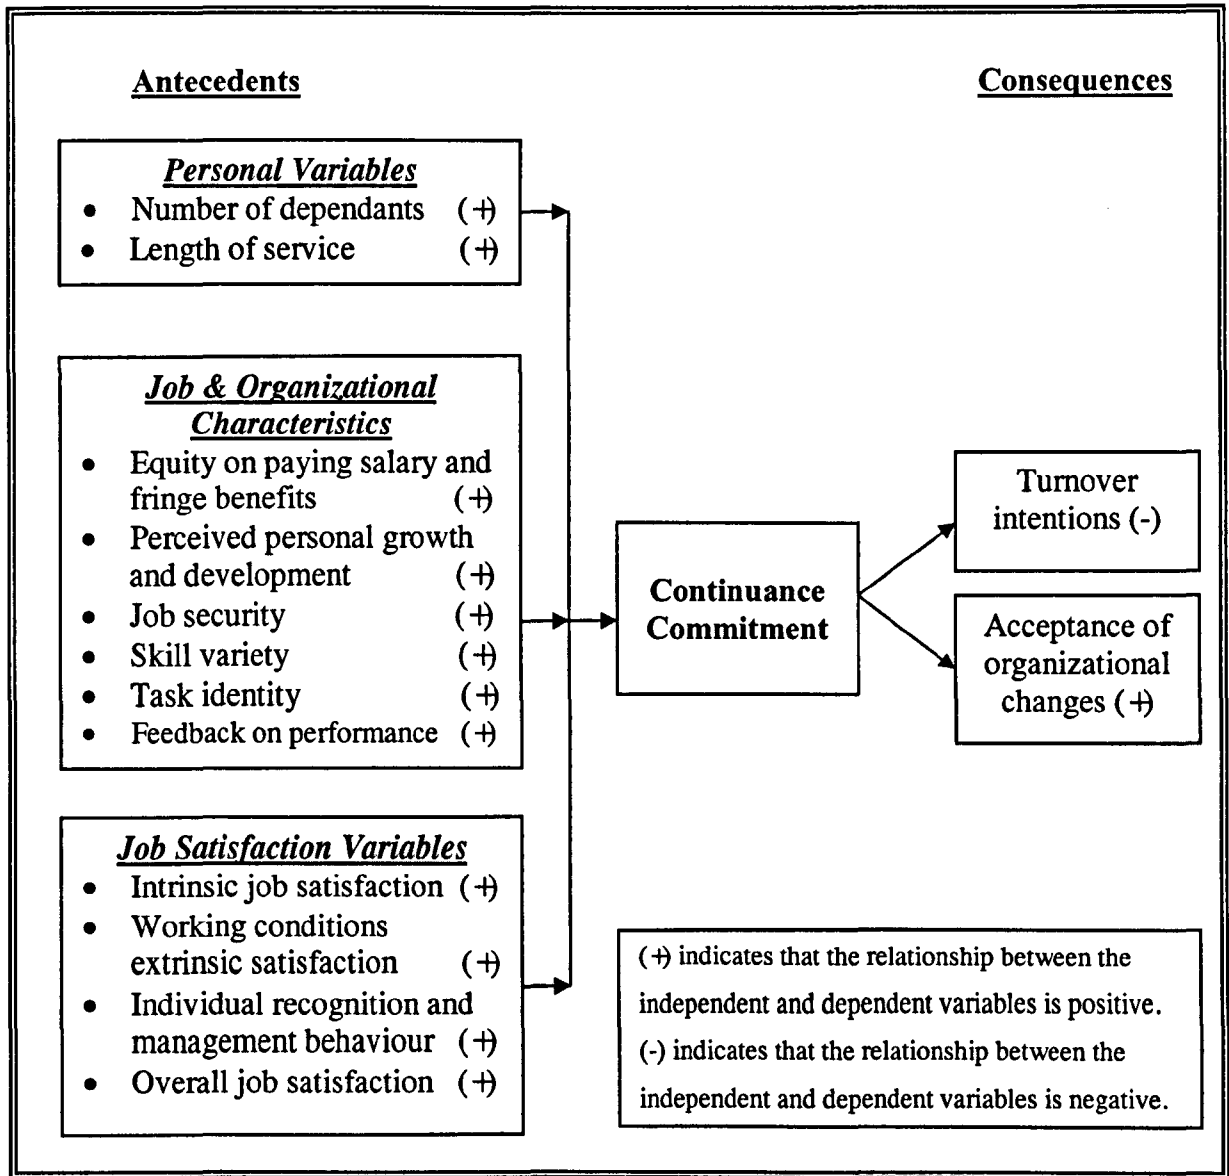 Antecedents
Consequences
Personal Variables
• Number of dependants (+)
• Length of service (+)
Job & Organizational
Characteristics
• Equity on paying salary and
fringe benefits (+)
• Perceived personal growth
and development (+)
• Job security (+)
• Skill variety (+)
• Task identity (+)
• Feedback on performance (+)
Job Satisfaction Variables
• Intrinsic job satisfaction (+)
• Working conditions
extrinsic satisfaction (+)
• Individual recognition and
management behaviour (+)
• Overall job satisfaction (+)
Continuance
Commitment
Turnover
intentions (-)
Acceptance of
organizational
changes (+)
(+) indicates that the relationship between the
independent and dependent variables is positive.
(-) indicates that the relationship between the
independent and dependent variables is negative.